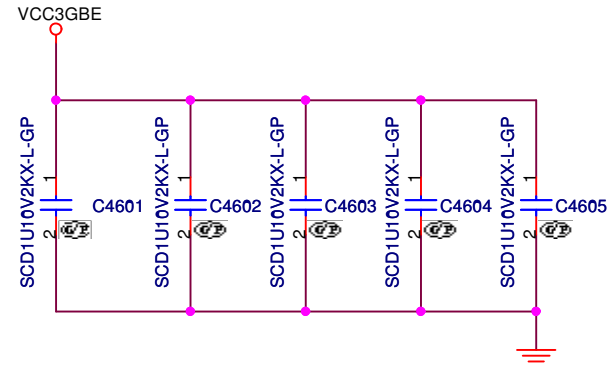 VCC3GBE
SCD1U10V2KX-L-GP
1
2
C4601
G/P
SCD1U10V2KX-L-GP
1
2
C4602
G/P
SCD1U10V2KX-L-GP
1
2
C4603
G/P
SCD1U10V2KX-L-GP
1
2
C4604
G/P
SCD1U10V2KX-L-GP
1
2
C4605
G/P